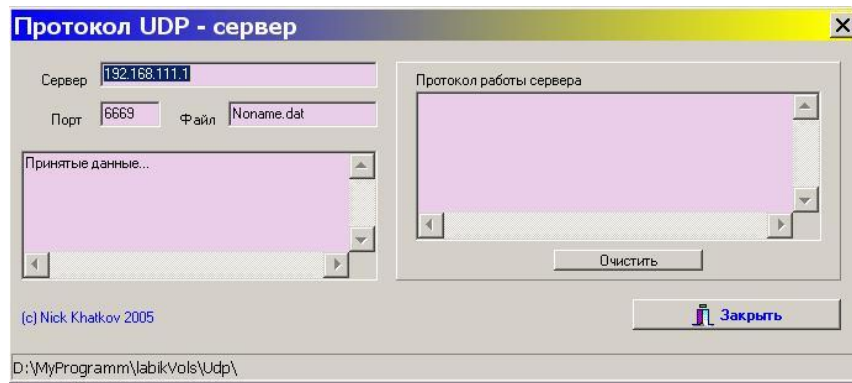 Протокол UDP - сервер
Сервер 192.168.111.1
Порт 6669 Файл Noname.dat
Принятые данные...
Протокол работы сервера
Очистить
(c) Nick Khatkov 2005
Закрыть
D:\MyProgramm\labikVols\Udp\